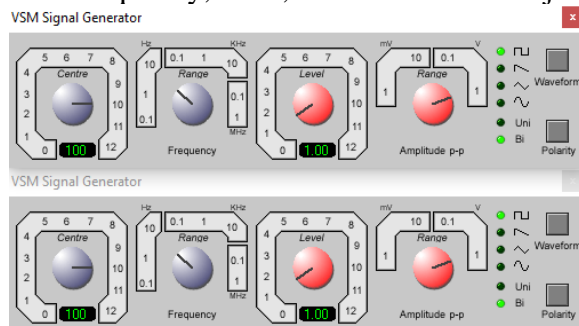 VSM Signal Generator x
Hz KHz mV V
5 6 7 8 0.1 1 10 5 6 7 8 10 0.1
4 Centre 9 10 Range 4 Level 9 Range
3 10 1 0.1 3 10 1 1 Waveform
2 11 0.1 1 2 11 Uni
1 12 MHz 1 12 Bi
0 100 Frequency 0 1.00 Amplitude p-p Polarity
VSM Signal Generator x
Hz KHz mV V
5 6 7 8 0.1 1 10 5 6 7 8 10 0.1
4 Centre 9 10 Range 4 Level 9 Range
3 10 1 0.1 3 10 1 1 Waveform
2 11 0.1 1 2 11 Uni
1 12 MHz 1 12 Bi
0 100 Frequency 0 1.00 Amplitude p-p Polarity